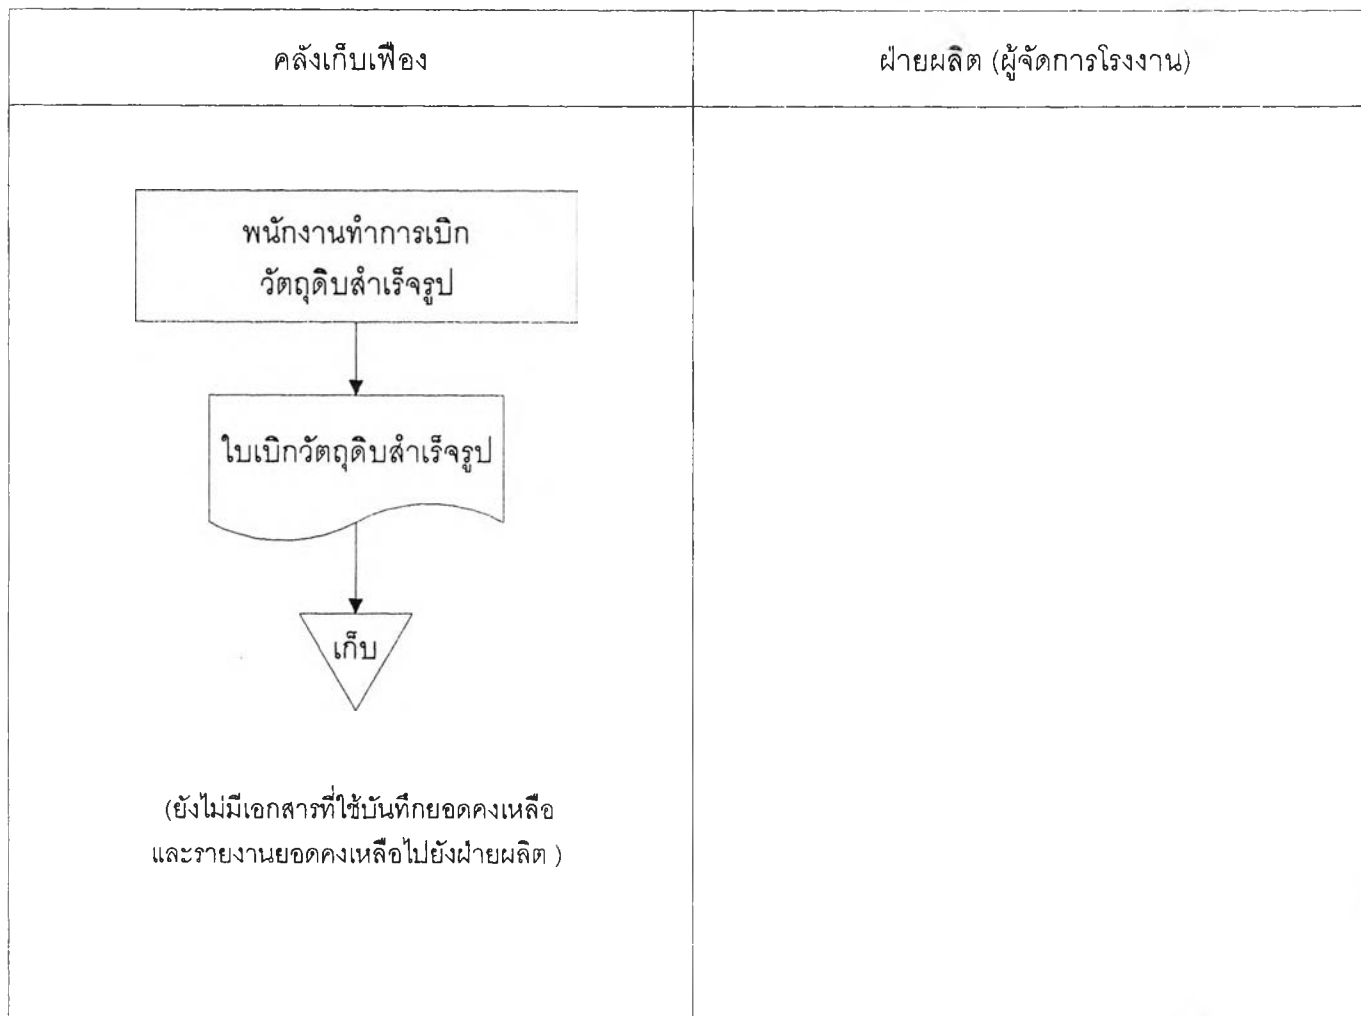 คลังเก็บเฟือง
ฝ่ายผลิต (ผู้จัดการโรงงาน)
พนักงานทำการเบิก
วัตถุดิบสำเร็จรูป
ใบเบิกวัตถุดิบสำเร็จรูป
เก็บ
(ยังไม่มีเอกสารที่ใช้บันทึกยอดคงเหลือ
และรายงานยอดคงเหลือไปยังฝ่ายผลิต )